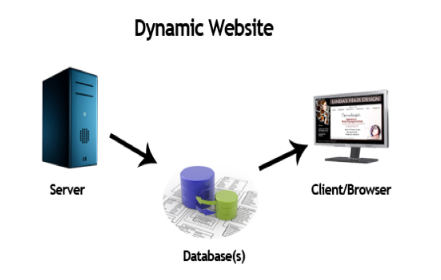 Dynamic Website
Server
Client/Browser
Database(s)